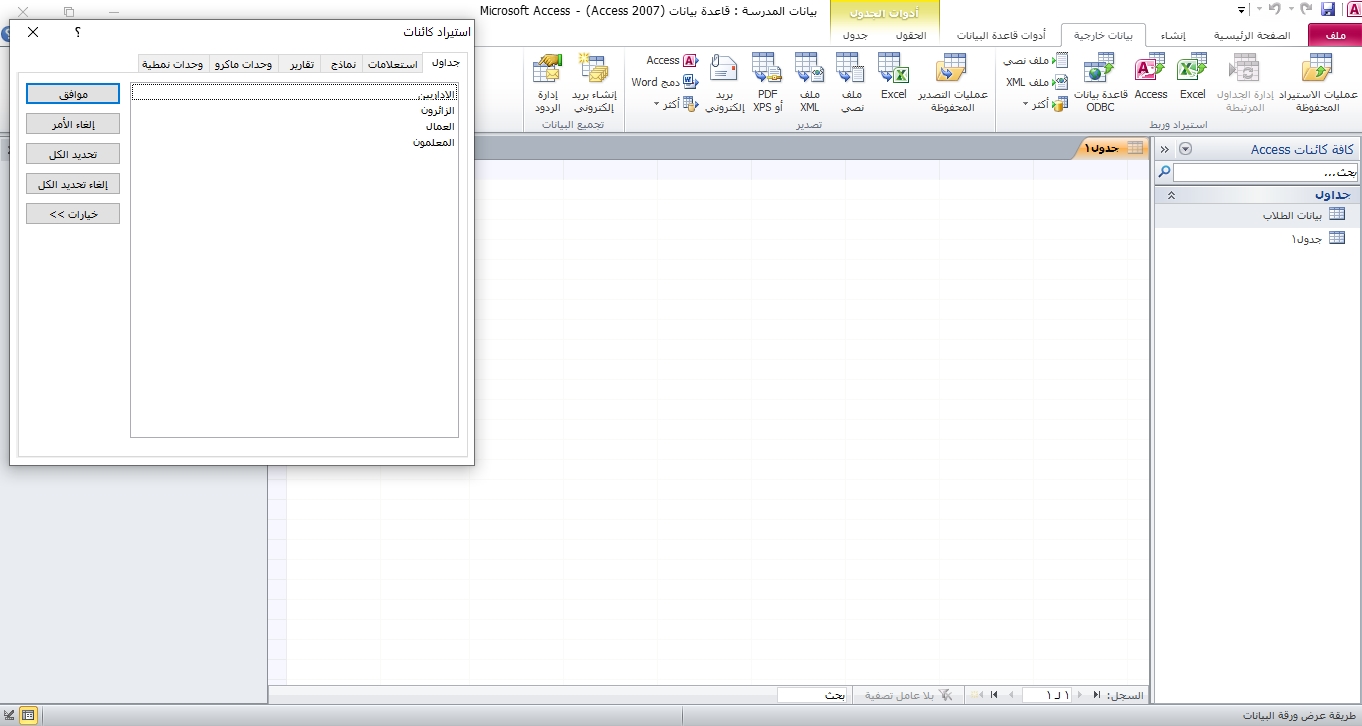 بيانات المدرسة : قاعدة بيانات (Access 2007) - Microsoft Access
أدوات الجدول
ملف
الصفحة الرئيسية
إنشاء
بيانات خارجية
أدوات قاعدة البيانات
الحقول
جدول
عمليات الاستيراد المحفوظة
إدارة الجداول المرتبطة
Excel
Access
قاعدة بيانات ODBC
ملف نصي
ملف XML
أكثر
استيراد وربط
عمليات التصدير المحفوظة
Excel
ملف نصي
ملف XML
PDF أو XPS
بريد إلكتروني
Access
دمج Word
أكثر
تصدير
إنشاء بريد إلكتروني
إدارة الردود
تجميع البيانات
استيراد كائنات
؟
جداول
استعلامات
نماذج
تقارير
وحدات ماكرو
وحدات نمطية
الاداريين
الزائرون
العمال
المعلمون
موافق
إلغاء الأمر
تحديد الكل
إلغاء تحديد الكل
خيارات >>
كافة كائنات Access
بحث...
جداول
بيانات الطلاب
جدول١
جدول١
السجل:
١ لـ ١
بلا عامل تصفية
بحث
طريقة عرض ورقة البيانات